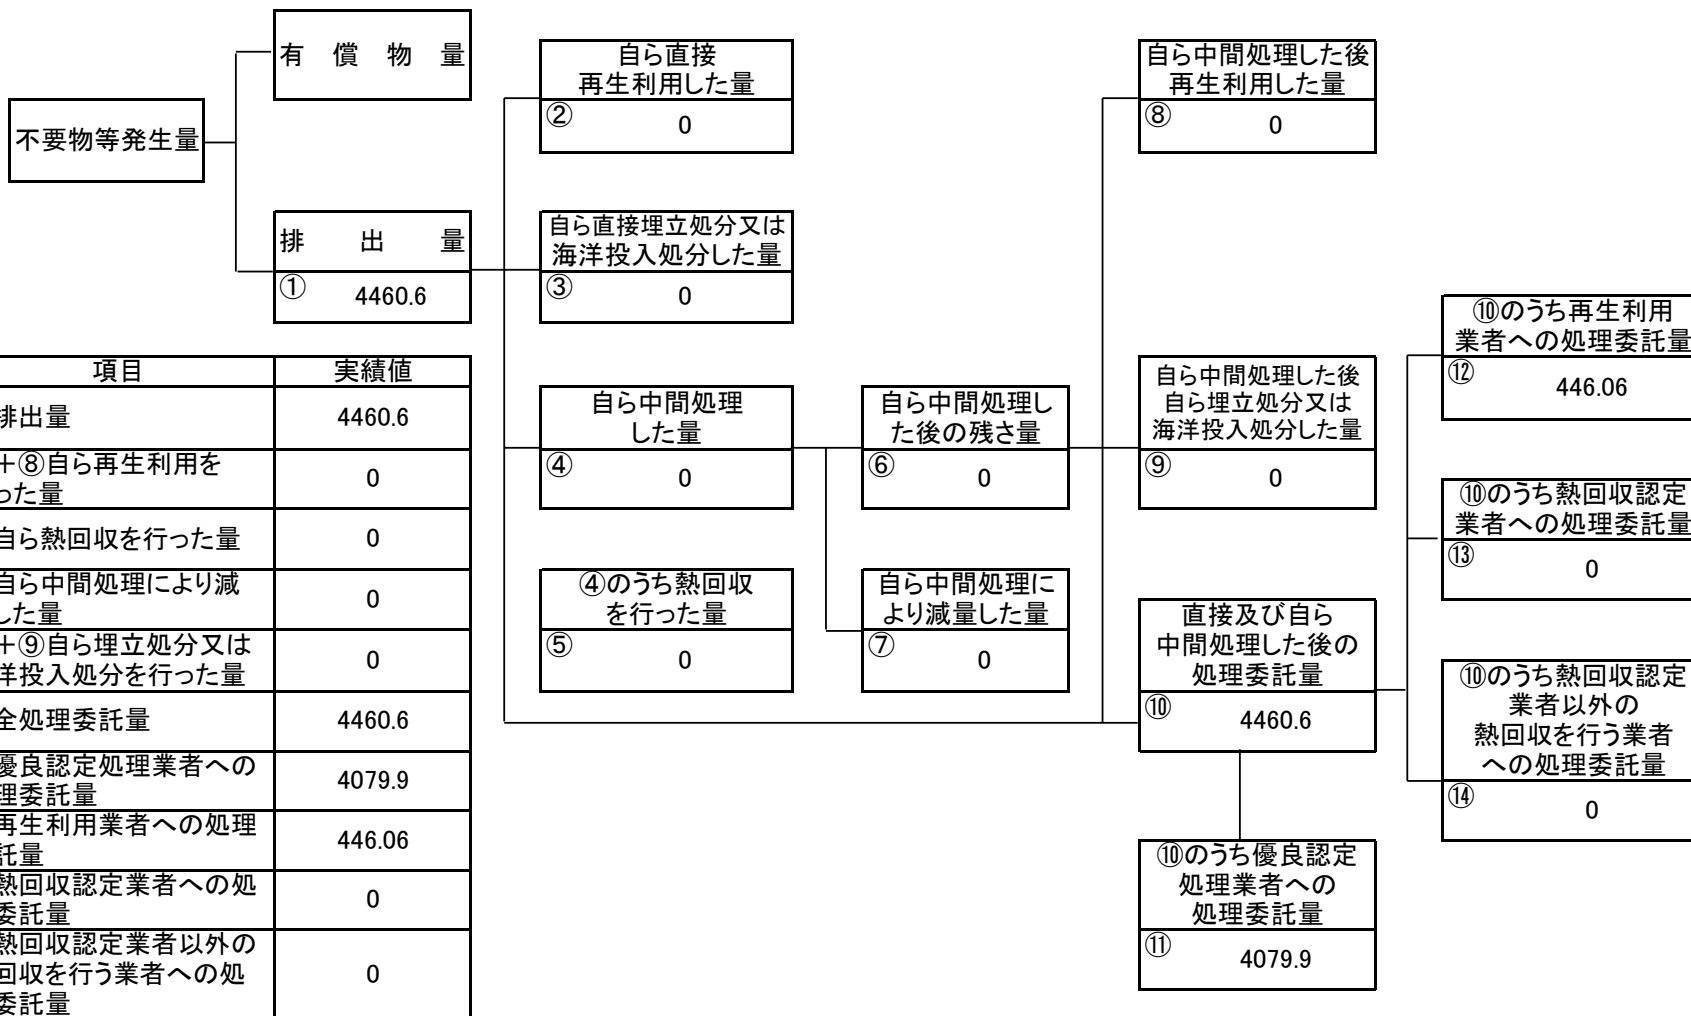 有償物量
不要物等発生量
排出量
① 4460.6
自ら直接
再生利用した量
② 0
自ら直接埋立処分又は
海洋投入処分した量
③ 0
自ら中間処理
した量
④ 0
④のうち熱回収
を行った量
⑤ 0
自ら中間処理し
た後の残さ量
⑥ 0
自ら中間処理に
より減量した量
⑦ 0
自ら中間処理した後
再生利用した量
⑧ 0
自ら中間処理した後
自ら埋立処分又は
海洋投入処分した量
⑨ 0
直接及び自ら
中間処理した後の
処理委託量
⑩ 4460.6
⑩のうち優良認定
処理業者への
処理委託量
⑪ 4079.9
⑩のうち再生利用
業者への処理委託量
⑫ 446.06
⑩のうち熱回収認定
業者への処理委託量
⑬ 0
⑩のうち熱回収認定
業者以外の
熱回収を行う業者
への処理委託量
⑭ 0
項目 実績値
排出量 4460.6
+⑧自ら再生利用を
った量 0
自ら熱回収を行った量 0
自ら中間処理により減
した量 0
+⑨自ら埋立処分又は
洋投入処分を行った量 0
全処理委託量 4460.6
優良認定処理業者への
理委託量 4079.9
再生利用業者への処理
託量 446.06
熱回収認定業者への処
委託量 0
熱回収認定業者以外の
回収を行う業者への処
委託量 0